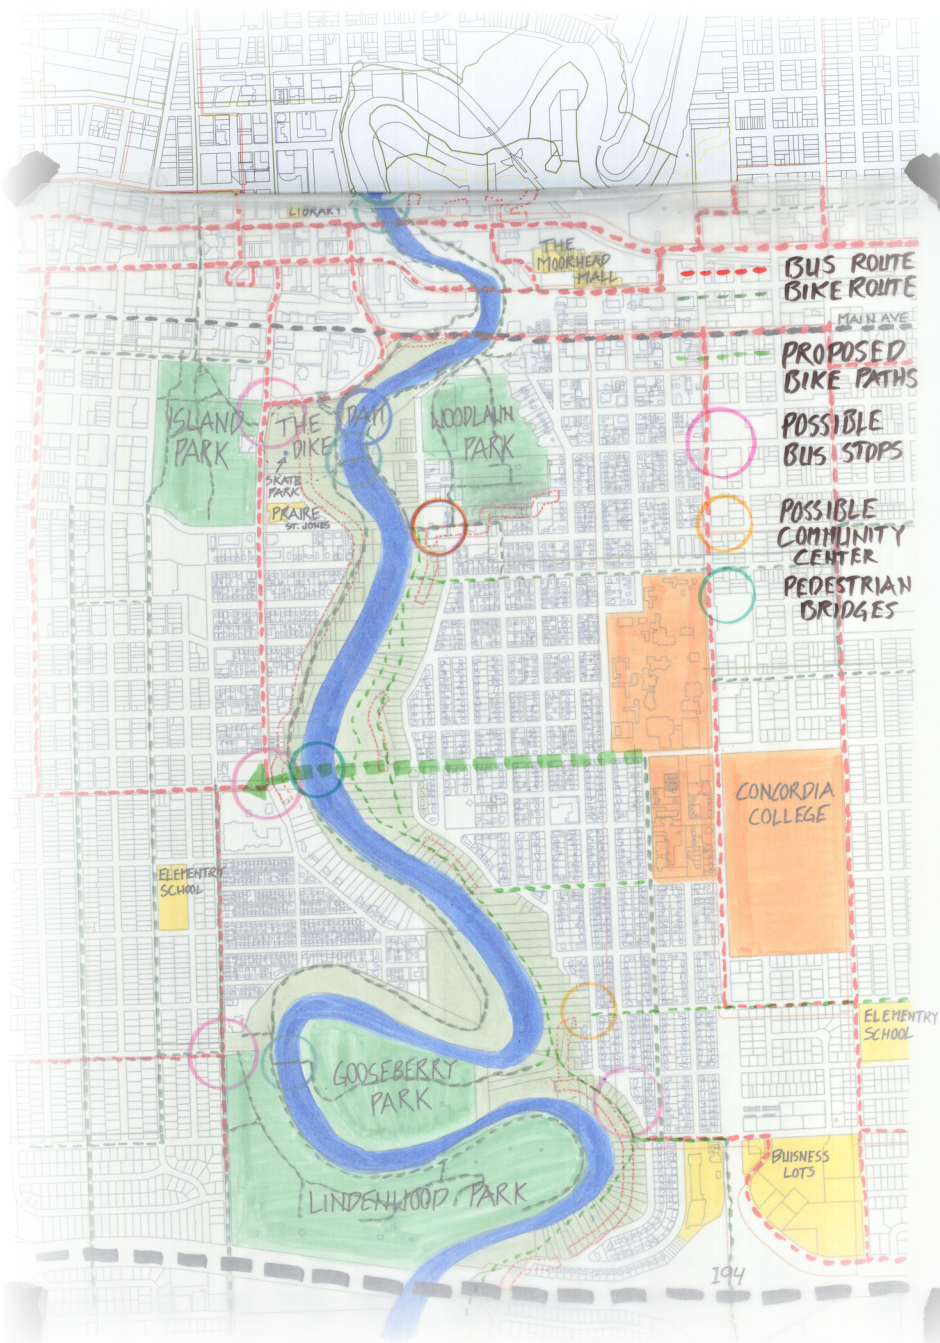 LIBRARY
THE
MOORHEAD
MALL
BUS ROUTE
BIKE ROUTE
MAIN AVE
PROPOSED
BIKE PATHS
POSSIBLE
BUS STOPS
POSSIBLE
COMMUNITY
CENTER
PEDESTRIAN
BRIDGES
ISLAND
PARK
THE
DIKE
DAM
WOODLAWN
PARK
SKATE
PARK
PRAIRE
ST. JONES
CONCORDIA
COLLEGE
ELEMENTRY
SCHOOL
ELEMENTRY
SCHOOL
GOOSEBERRY
PARK
LINDENWOOD PARK
BUISNESS
LOTS
I94